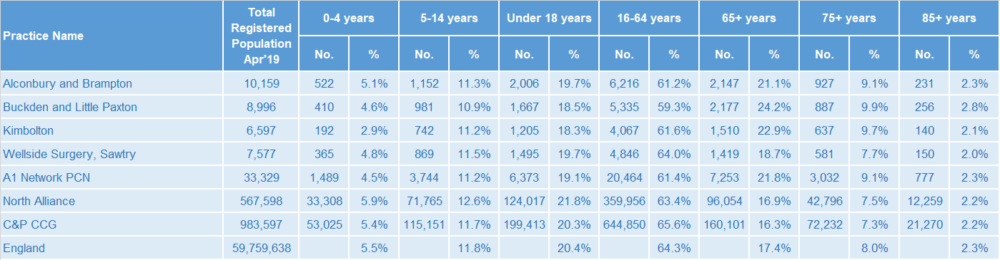 Practice Name Total Registered Population Apr'19 0-4 years 5-14 years Under 18 years 16-64 years 65+ years 75+ years 85+ years
No. % No. % No. % No. % No. % No. % No. %
Alconbury and Brampton 10,159 522 5.1% 1,152 11.3% 2,006 19.7% 6,216 61.2% 2,147 21.1% 927 9.1% 231 2.3%
Buckden and Little Paxton 8,996 410 4.6% 981 10.9% 1,667 18.5% 5,335 59.3% 2,177 24.2% 887 9.9% 256 2.8%
Kimbolton 6,597 192 2.9% 742 11.2% 1,205 18.3% 4,067 61.6% 1,510 22.9% 637 9.7% 140 2.1%
Wellside Surgery, Sawtry 7,577 365 4.8% 869 11.5% 1,495 19.7% 4,846 64.0% 1,419 18.7% 581 7.7% 150 2.0%
A1 Network PCN 33,329 1,489 4.5% 3,744 11.2% 6,373 19.1% 20,464 61.4% 7,253 21.8% 3,032 9.1% 777 2.3%
North Alliance 567,598 33,308 5.9% 71,765 12.6% 124,017 21.8% 359,956 63.4% 96,054 16.9% 42,796 7.5% 12,259 2.2%
C&P CCG 983,597 53,025 5.4% 115,151 11.7% 199,413 20.3% 644,850 65.6% 160,101 16.3% 72,232 7.3% 21,270 2.2%
England 59,759,638 5.5% 11.8% 20.4% 64.3% 17.4% 8.0% 2.3%